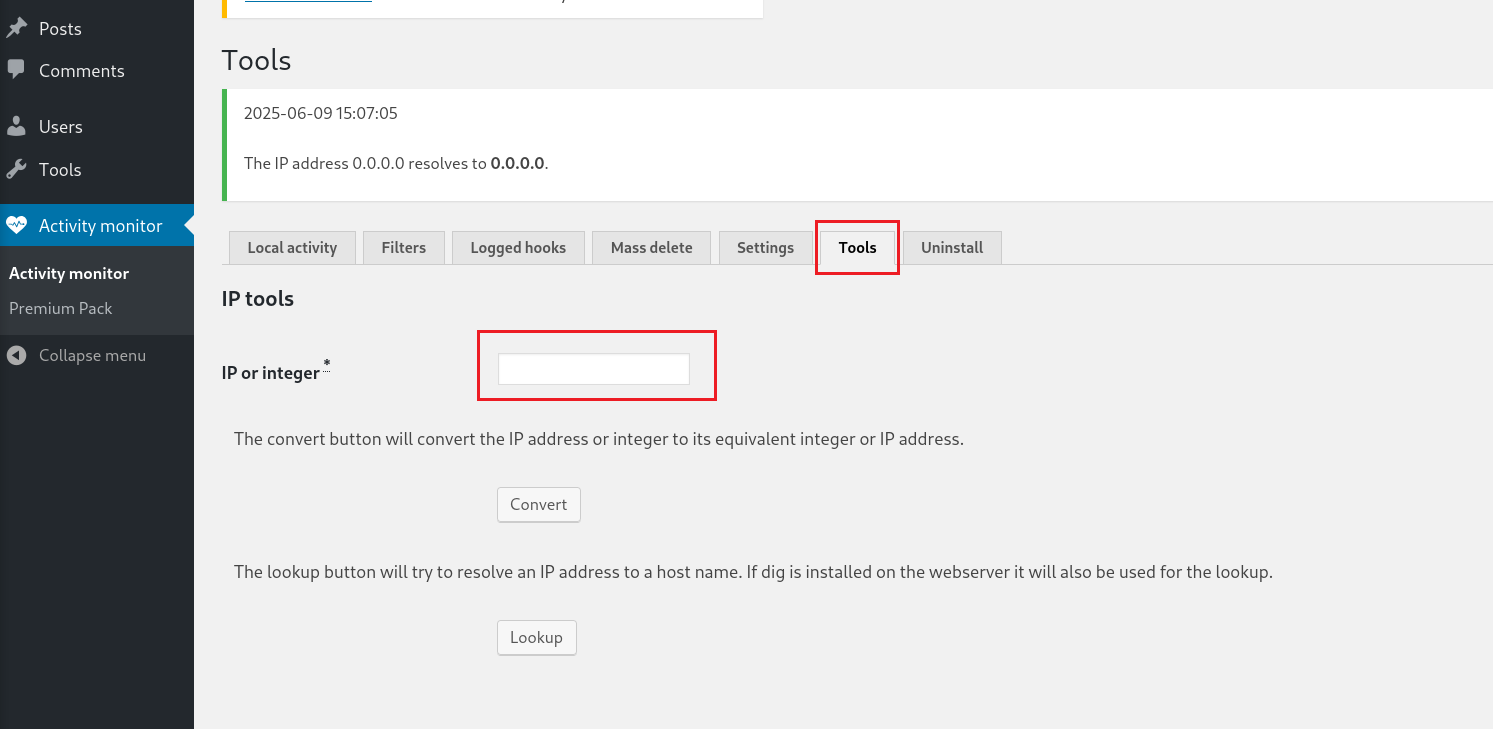 Posts
Comments
Users
Tools
Activity monitor
Activity monitor
Premium Pack
Collapse menu
Tools
2025-06-09 15:07:05
The IP address 0.0.0.0 resolves to 0.0.0.0.
Local activity Filters Logged hooks Mass delete Settings Tools Uninstall
IP tools
IP or integer *
The convert button will convert the IP address or integer to its equivalent integer or IP address.
Convert
The lookup button will try to resolve an IP address to a host name. If dig is installed on the webserver it will also be used for the lookup.
Lookup